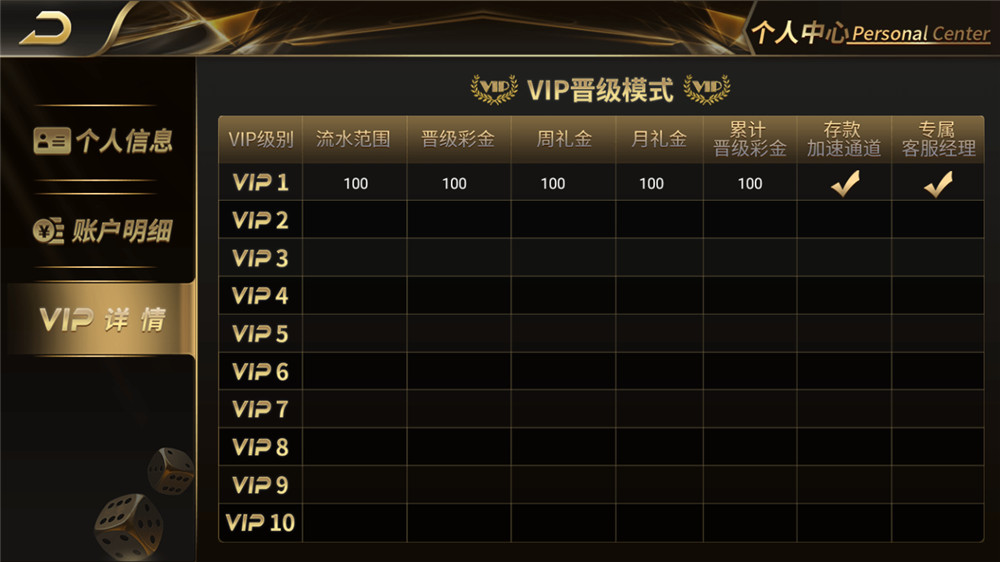 个人中心 Personal Center
个人信息
账户明细
VIP 详 情
VIP VIP晋级模式 VIP
VIP级别 流水范围 晋级彩金 周礼金 月礼金 累计 晋级彩金 存款 加速通道 专属 客服经理
VIP 1 100 100 100 100 100
VIP 2
VIP 3
VIP 4
VIP 5
VIP 6
VIP 7
VIP 8
VIP 9
VIP 10